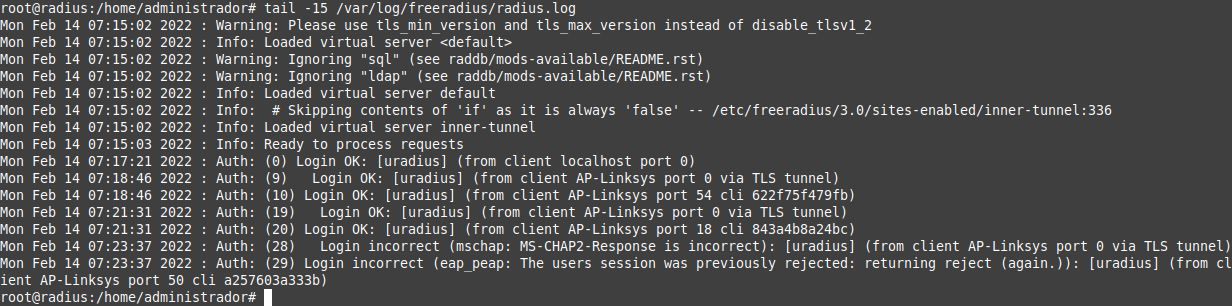 root@radius:/home/administrador# tail -15 /var/log/freeradius/radius.log
Mon Feb 14 07:15:02 2022 : Warning: Please use tls_min_version and tls_max_version instead of disable_tlsv1_2
Mon Feb 14 07:15:02 2022 : Info: Loaded virtual server <default>
Mon Feb 14 07:15:02 2022 : Warning: Ignoring "sql" (see raddb/mods-available/README.rst)
Mon Feb 14 07:15:02 2022 : Warning: Ignoring "ldap" (see raddb/mods-available/README.rst)
Mon Feb 14 07:15:02 2022 : Info: Loaded virtual server default
Mon Feb 14 07:15:02 2022 : Info:  # Skipping contents of 'if' as it is always 'false' -- /etc/freeradius/3.0/sites-enabled/inner-tunnel:336
Mon Feb 14 07:15:02 2022 : Info: Loaded virtual server inner-tunnel
Mon Feb 14 07:15:03 2022 : Info: Ready to process requests
Mon Feb 14 07:17:21 2022 : Auth: (0) Login OK: [uradius] (from client localhost port 0)
Mon Feb 14 07:18:46 2022 : Auth: (9)   Login OK: [uradius] (from client AP-Linksys port 0 via TLS tunnel)
Mon Feb 14 07:18:46 2022 : Auth: (10) Login OK: [uradius] (from client AP-Linksys port 54 cli 622f75f479fb)
Mon Feb 14 07:21:31 2022 : Auth: (19)   Login OK: [uradius] (from client AP-Linksys port 0 via TLS tunnel)
Mon Feb 14 07:21:31 2022 : Auth: (20) Login OK: [uradius] (from client AP-Linksys port 18 cli 843a4b8a24bc)
Mon Feb 14 07:23:37 2022 : Auth: (28)   Login incorrect (mschap: MS-CHAP2-Response is incorrect): [uradius] (from client AP-Linksys port 0 via TLS tunnel)
Mon Feb 14 07:23:37 2022 : Auth: (29) Login incorrect (eap_peap: The users session was previously rejected: returning reject (again.)): [uradius] (from cl
ient AP-Linksys port 50 cli a257603a333b)
root@radius:/home/administrador#